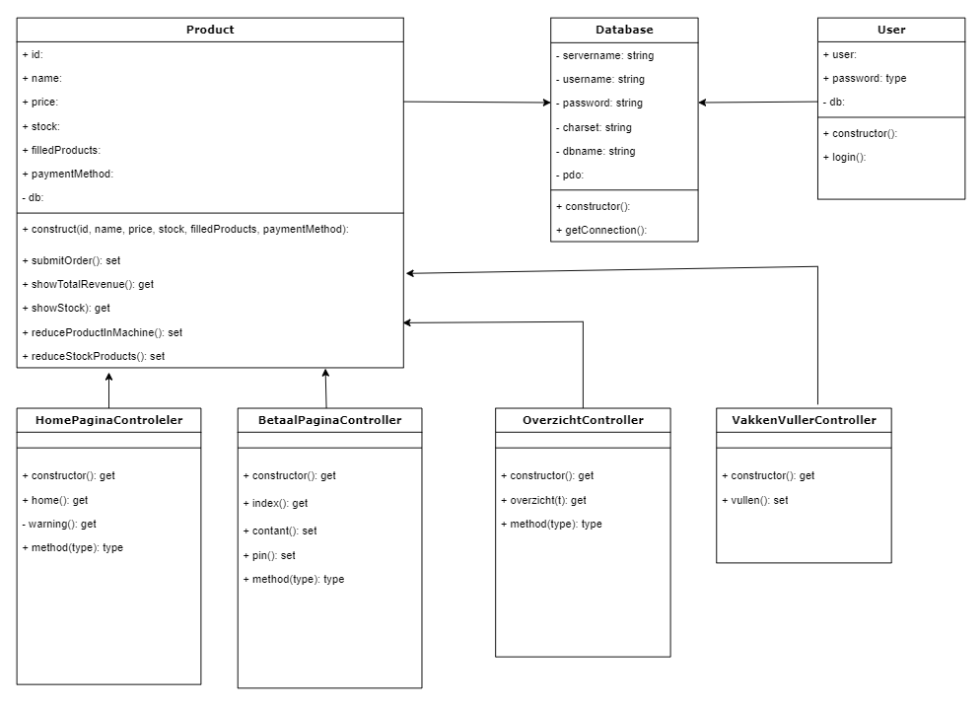 Product
+ id:
+ name:
+ price:
+ stock:
+ filledProducts:
+ paymentMethod:
- db:
+ construct(id, name, price, stock, filledProducts, paymentMethod):
+ submitOrder(): set
+ showTotalRevenue(): get
+ showStock): get
+ reduceProductInMachine(): set
+ reduceStockProducts(): set
Database
- servername: string
- username: string
- password: string
- charset: string
- dbname: string
- pdo:
+ constructor():
+ getConnection():
User
+ user:
+ password: type
- db:
+ constructor():
+ login():
HomePaginaControleler
+ constructor(): get
+ home(): get
- warning(): get
+ method(type): type
BetaalPaginaController
+ constructor(): get
+ index(): get
+ contant(): set
+ pin(): set
+ method(type): type
OverzichtController
+ constructor(): get
+ overzicht(t): get
+ method(type): type
VakkenVullerController
+ constructor(): get
+ vullen(): set